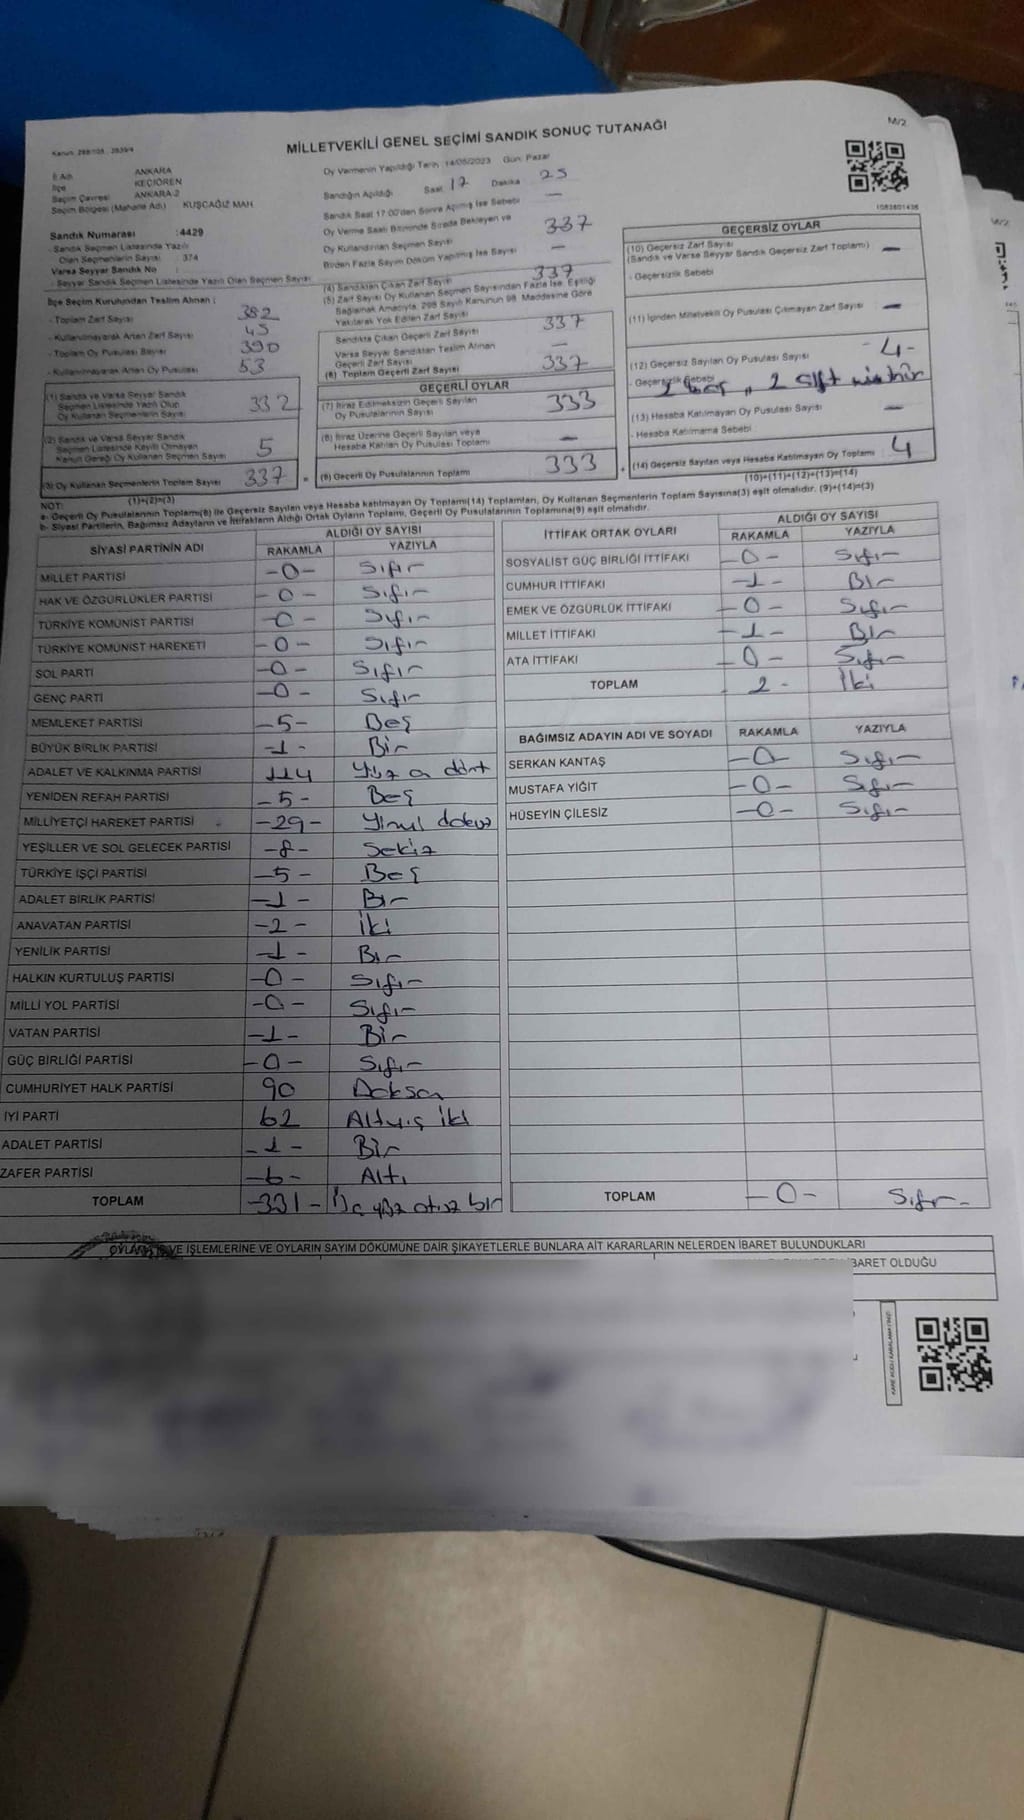 M/2
MİLLETVEKİLİ GENEL SEÇİMİ SANDIK SONUÇ TUTANAĞI
İl Adı ANKARA
İlçe KEÇİÖREN
Seçim Çevresi ANKARA-2
Seçim Bölgesi (Mahalle Adı) KUŞCAĞIZ MAH
Sandık Numarası :4429
- Sandık Seçmen Listesinde Yazılı
Olan Seçmenlerin Sayısı 374
Varsa Seyyar Sandık No
- Seyyar Sandık Seçmen Listesinde Yazılı Olan Seçmen Sayısı
Oy Vermenin Yapıldığı Tarih 14/05/2023 Gün: Pazar
Sandığın Açıldığı Saat 17 Dakika 25
Sandık Saat 17:00'den Sonra Açılmış İse Sebebi —
Oy Verme Saati Bitiminde Sırada Bekleyen ve
Oy Kullandırılan Seçmen Sayısı 337
Birden Fazla Sayım Döküm Yapılmış İse Sayısı —
(4) Sandıktan Çıkan Zarf Sayısı 337
(5) Zarf Sayısı Oy Kullanan Seçmen Sayısından Fazla İse, Eşitliği
Sağlamak Amacıyla, 298 Sayılı Kanunun 98. Maddesine Göre
Yakılarak Yok Edilen Zarf Sayısı
Sandıkta Çıkan Geçerli Zarf Sayısı 337
Varsa Seyyar Sandıktan Teslim Alınan
Geçerli Zarf Sayısı —
(6) Toplam Geçerli Zarf Sayısı 337
İlçe Seçim Kurulundan Teslim Alınan ;
- Toplam Zarf Sayısı 382
- Kullanılmayarak Artan Zarf Sayısı 45
- Toplam Oy Pusulası Sayısı 390
- Kullanılmayarak Artan Oy Pusulası 53
(1) Sandık ve Varsa Seyyar Sandık
Seçmen Listesinde Yazılı Olup
Oy Kullanan Seçmenlerin Sayısı 332
(2) Sandık ve Varsa Seyyar Sandık
Seçmen Listesinde Kayıtlı Olmayan
Kanun Gereği Oy Kullanan Seçmen Sayısı 5
(3) Oy Kullanan Seçmenlerin Toplam Sayısı 337
(1)+(2)=(3)
GEÇERLİ OYLAR
(7) İtiraz Edilmeksizin Geçerli Sayılan
Oy Pusulalarının Sayısı 333
(8) İtiraz Üzerine Geçerli Sayılan veya
Hesaba Katılan Oy Pusulası Toplamı —
(9) Geçerli Oy Pusulalarının Toplamı 333
1082601436
GEÇERSİZ OYLAR
(10) Geçersiz Zarf Sayısı
(Sandık ve Varsa Seyyar Sandık Geçersiz Zarf Toplamı) —
- Geçersizlik Sebebi
(11) İçinden Milletvekili Oy Pusulası Çıkmayan Zarf Sayısı —
(12) Geçersiz Sayılan Oy Pusulası Sayısı -4-
- Geçersizlik Sebebi 2 boş 2 çift mühür
(13) Hesaba Katılmayan Oy Pusulası Sayısı —
- Hesaba Katılmama Sebebi
(14) Geçersiz Sayılan veya Hesaba Katılmayan Oy Toplamı 4
(10)+(11)+(12)+(13)=(14)
NOT:
a- Geçerli Oy Pusulalarının Toplamı(9) ile Geçersiz Sayılan veya Hesaba katılmayan Oy Toplamı(14) Toplamları, Oy Kullanan Seçmenlerin Toplam Sayısına(3) eşit olmalıdır. (9)+(14)=(3)
b- Siyasi Partilerin, Bağımsız Adayların ve İttifakların Aldığı Ortak Oyların Toplamı, Geçerli Oy Pusulalarının Toplamına(9) eşit olmalıdır.
SİYASİ PARTİNİN ADI ALDIĞI OY SAYISI
RAKAMLA YAZIYLA
MİLLET PARTİSİ -0- Sıfır
HAK VE ÖZGÜRLÜKLER PARTİSİ -0- Sıfır
TÜRKİYE KOMÜNİST PARTİSİ -0- Sıfır
TÜRKİYE KOMÜNİST HAREKETİ -0- Sıfır
SOL PARTİ -0- Sıfır
GENÇ PARTİ -0- Sıfır
MEMLEKET PARTİSİ -5- Beş
BÜYÜK BİRLİK PARTİSİ -1- Bir
ADALET VE KALKINMA PARTİSİ 114 Yüz on dört
YENİDEN REFAH PARTİSİ -5- Beş
MİLLİYETÇİ HAREKET PARTİSİ -29- Yirmi dokuz
YEŞİLLER VE SOL GELECEK PARTİSİ -8- Sekiz
TÜRKİYE İŞÇİ PARTİSİ -5- Beş
ADALET BİRLİK PARTİSİ -1- Bir
ANAVATAN PARTİSİ -2- İki
YENİLİK PARTİSİ -1- Bir
HALKIN KURTULUŞ PARTİSİ -0- Sıfır
MİLLİ YOL PARTİSİ -0- Sıfır
VATAN PARTİSİ -1- Bir
GÜÇ BİRLİĞİ PARTİSİ -0- Sıfır
CUMHURİYET HALK PARTİSİ 90 Doksan
İYİ PARTİ 62 Altmış iki
ADALET PARTİSİ -1- Bir
ZAFER PARTİSİ -6- Altı
TOPLAM -331- Üç yüz otuz bir
İTTİFAK ORTAK OYLARI ALDIĞI OY SAYISI
RAKAMLA YAZIYLA
SOSYALİST GÜÇ BİRLİĞİ İTTİFAKI -0- Sıfır
CUMHUR İTTİFAKI -1- Bir
EMEK VE ÖZGÜRLÜK İTTİFAKI -0- Sıfır
MİLLET İTTİFAKI -1- Bir
ATA İTTİFAKI -0- Sıfır
TOPLAM 2- İki
BAĞIMSIZ ADAYIN ADI VE SOYADI RAKAMLA YAZIYLA
SERKAN KANTAŞ -0- Sıfır
MUSTAFA YİĞİT -0- Sıfır
HÜSEYİN ÇİLESİZ -0- Sıfır
TOPLAM -0- Sıfır-
VE İŞLEMLERİNE VE OYLARIN SAYIM DÖKÜMÜNE DAİR ŞİKAYETLERLE BUNLARA AİT KARARLARIN NELERDEN İBARET BULUNDUKLARI
BARET OLDUĞU